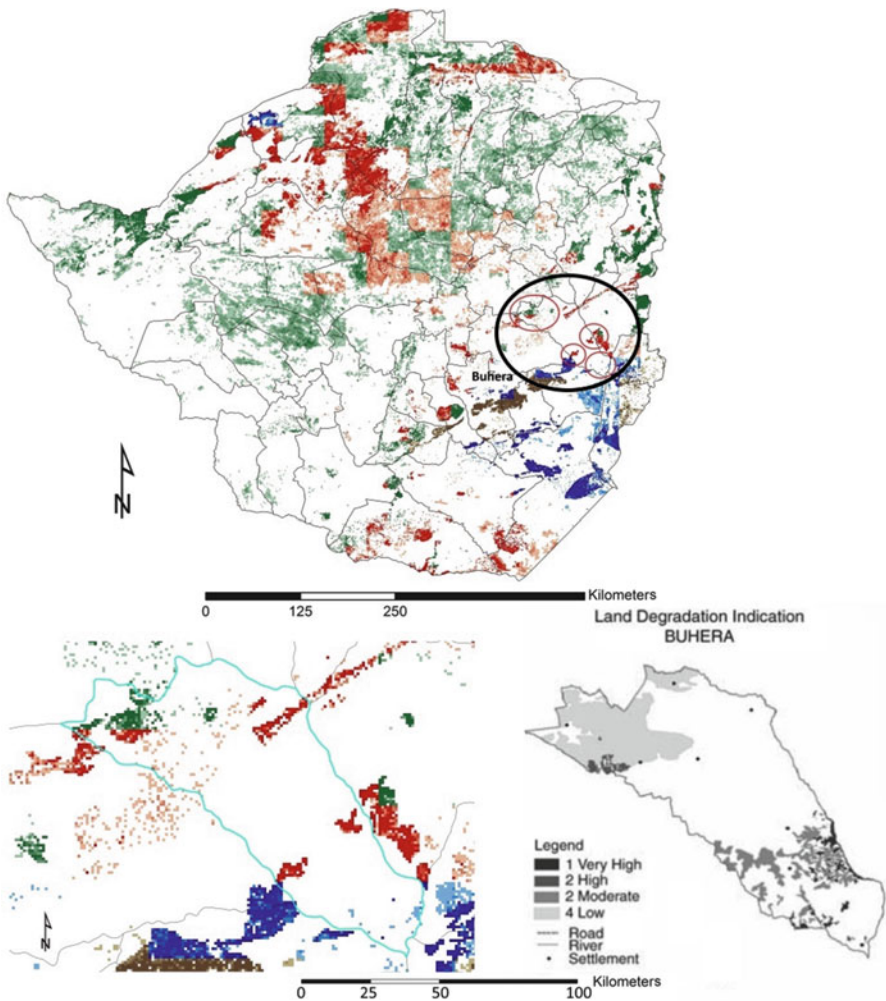 Buhera
N
Kilometers
0 125 250
Land Degradation Indication
BUHERA
Legend
1 Very High
2 High
2 Moderate
4 Low
Road
River
Settlement
N
Kilometers
0 25 50 100